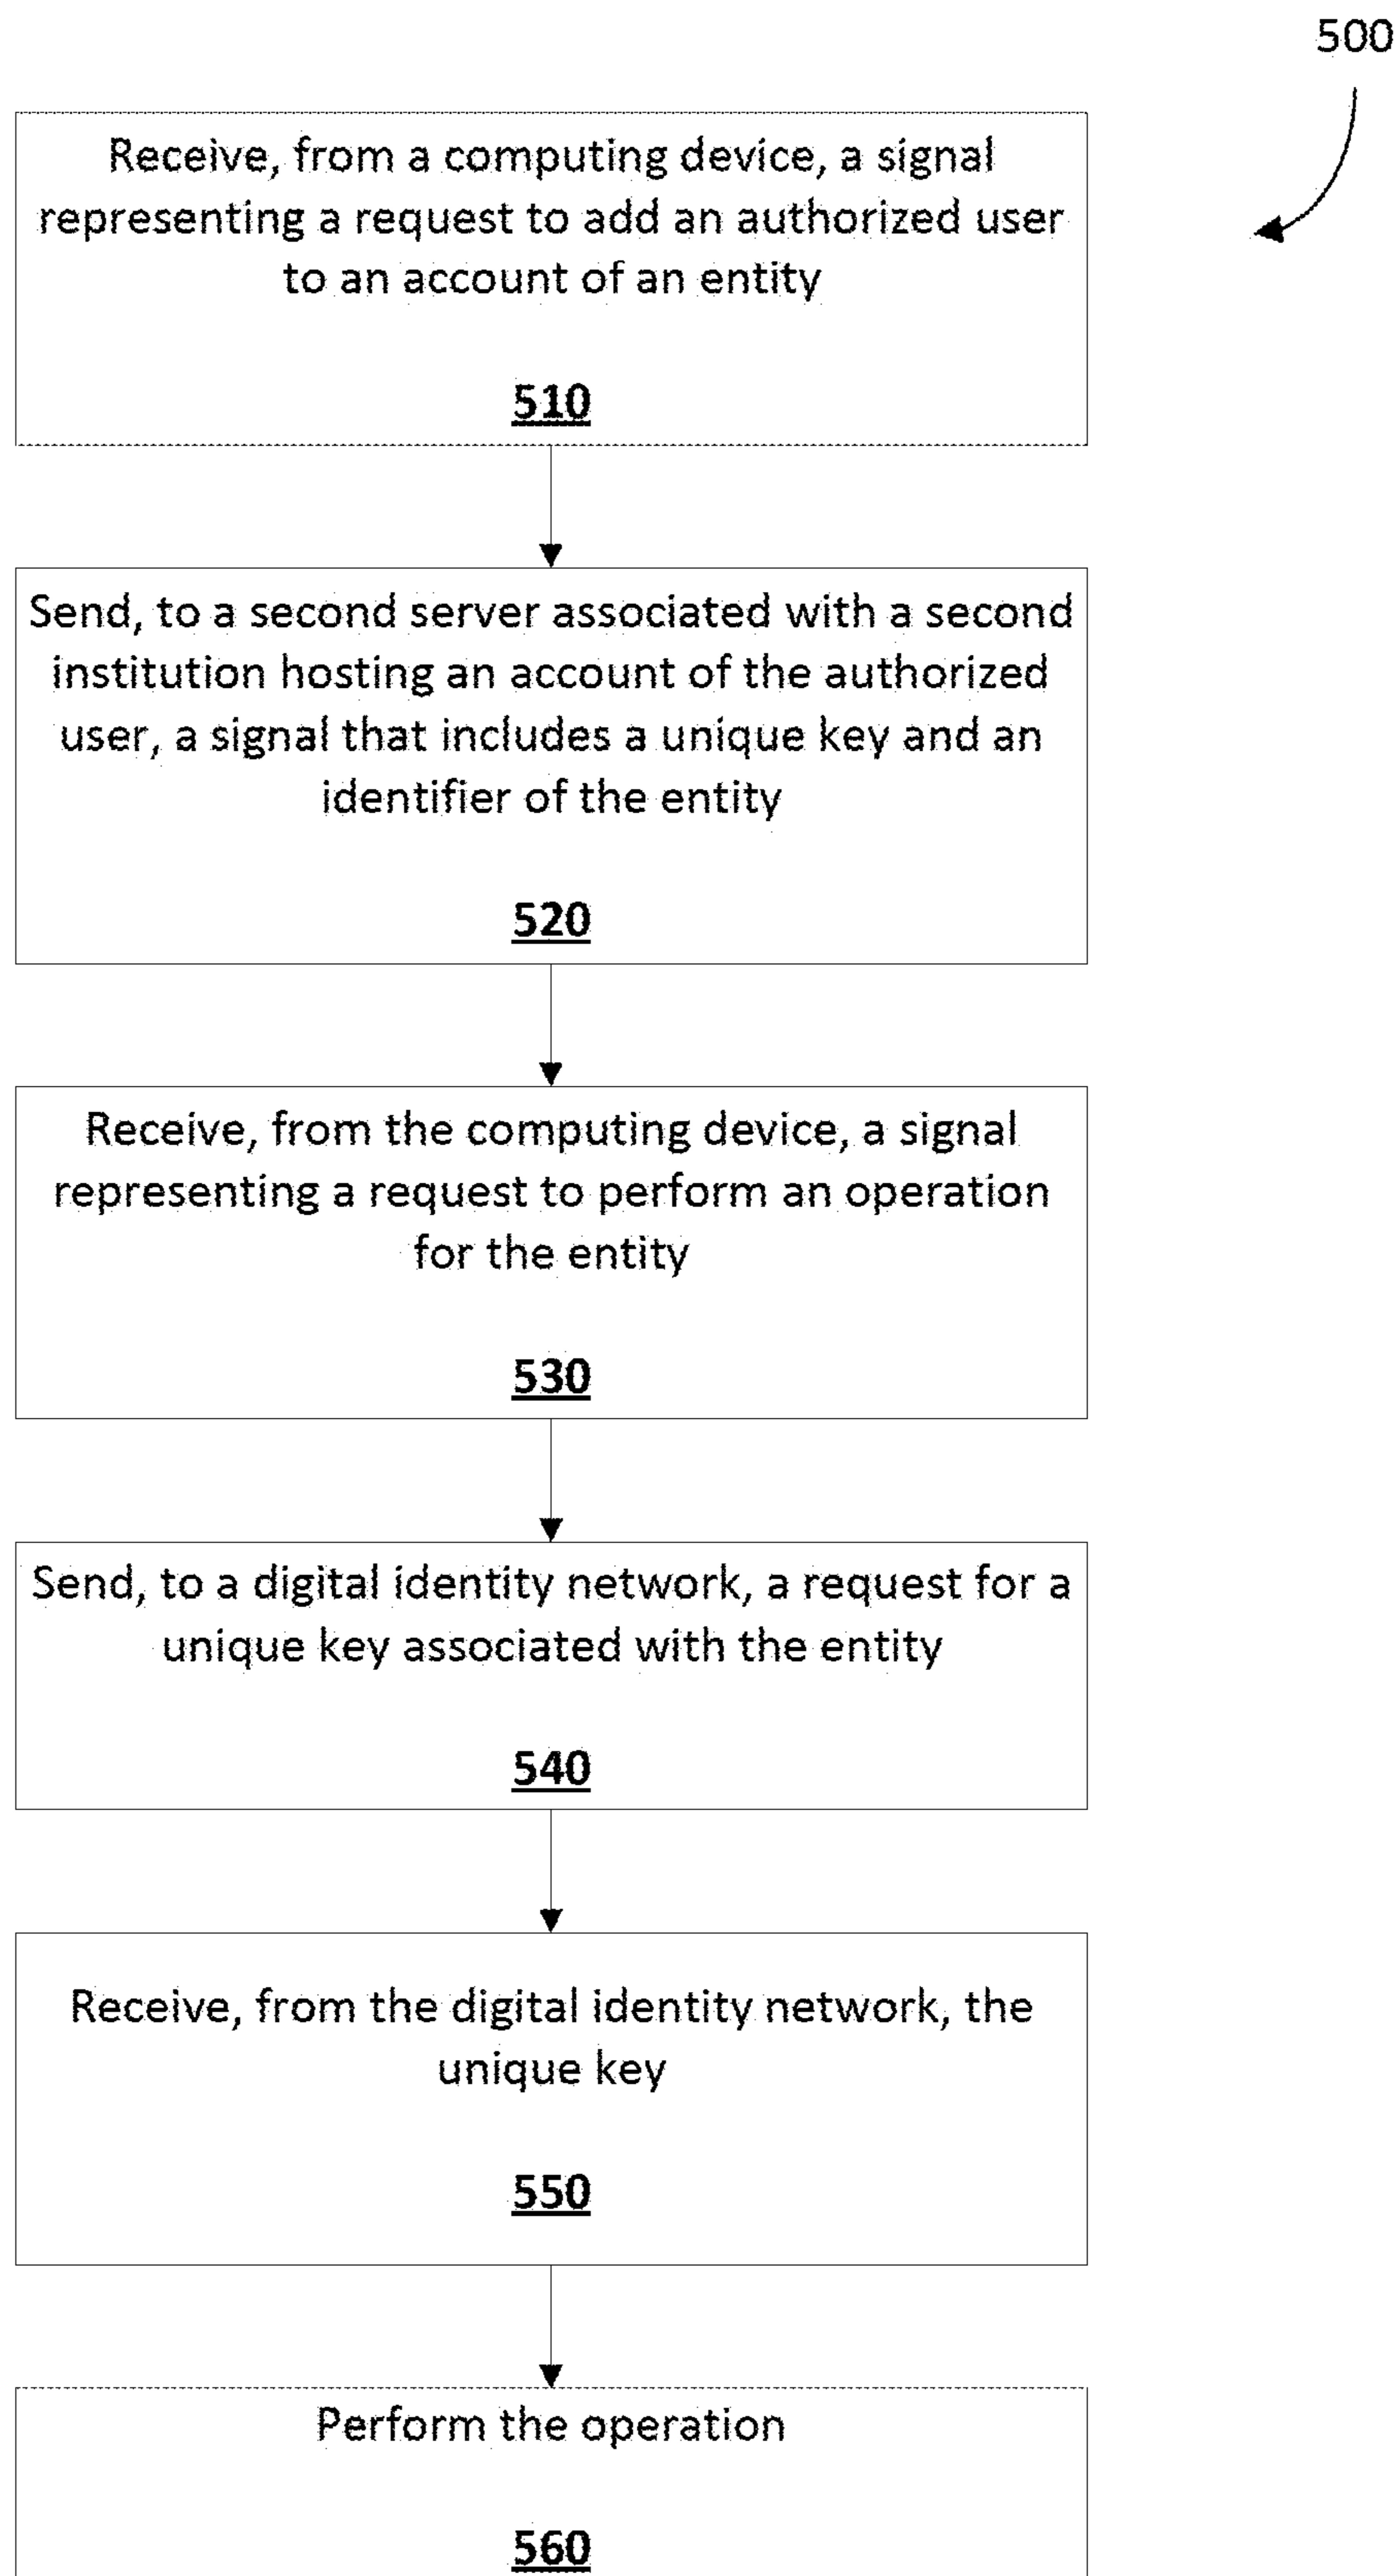 500
Receive, from a computing device, a signal
representing a request to add an authorized user
to an account of an entity
510
Send, to a second server associated with a second
institution hosting an account of the authorized
user, a signal that includes a unique key and an
identifier of the entity
520
Receive, from the computing device, a signal
representing a request to perform an operation
for the entity
530
Send, to a digital identity network, a request for a
unique key associated with the entity
540
Receive, from the digital identity network, the
unique key
550
Perform the operation
560